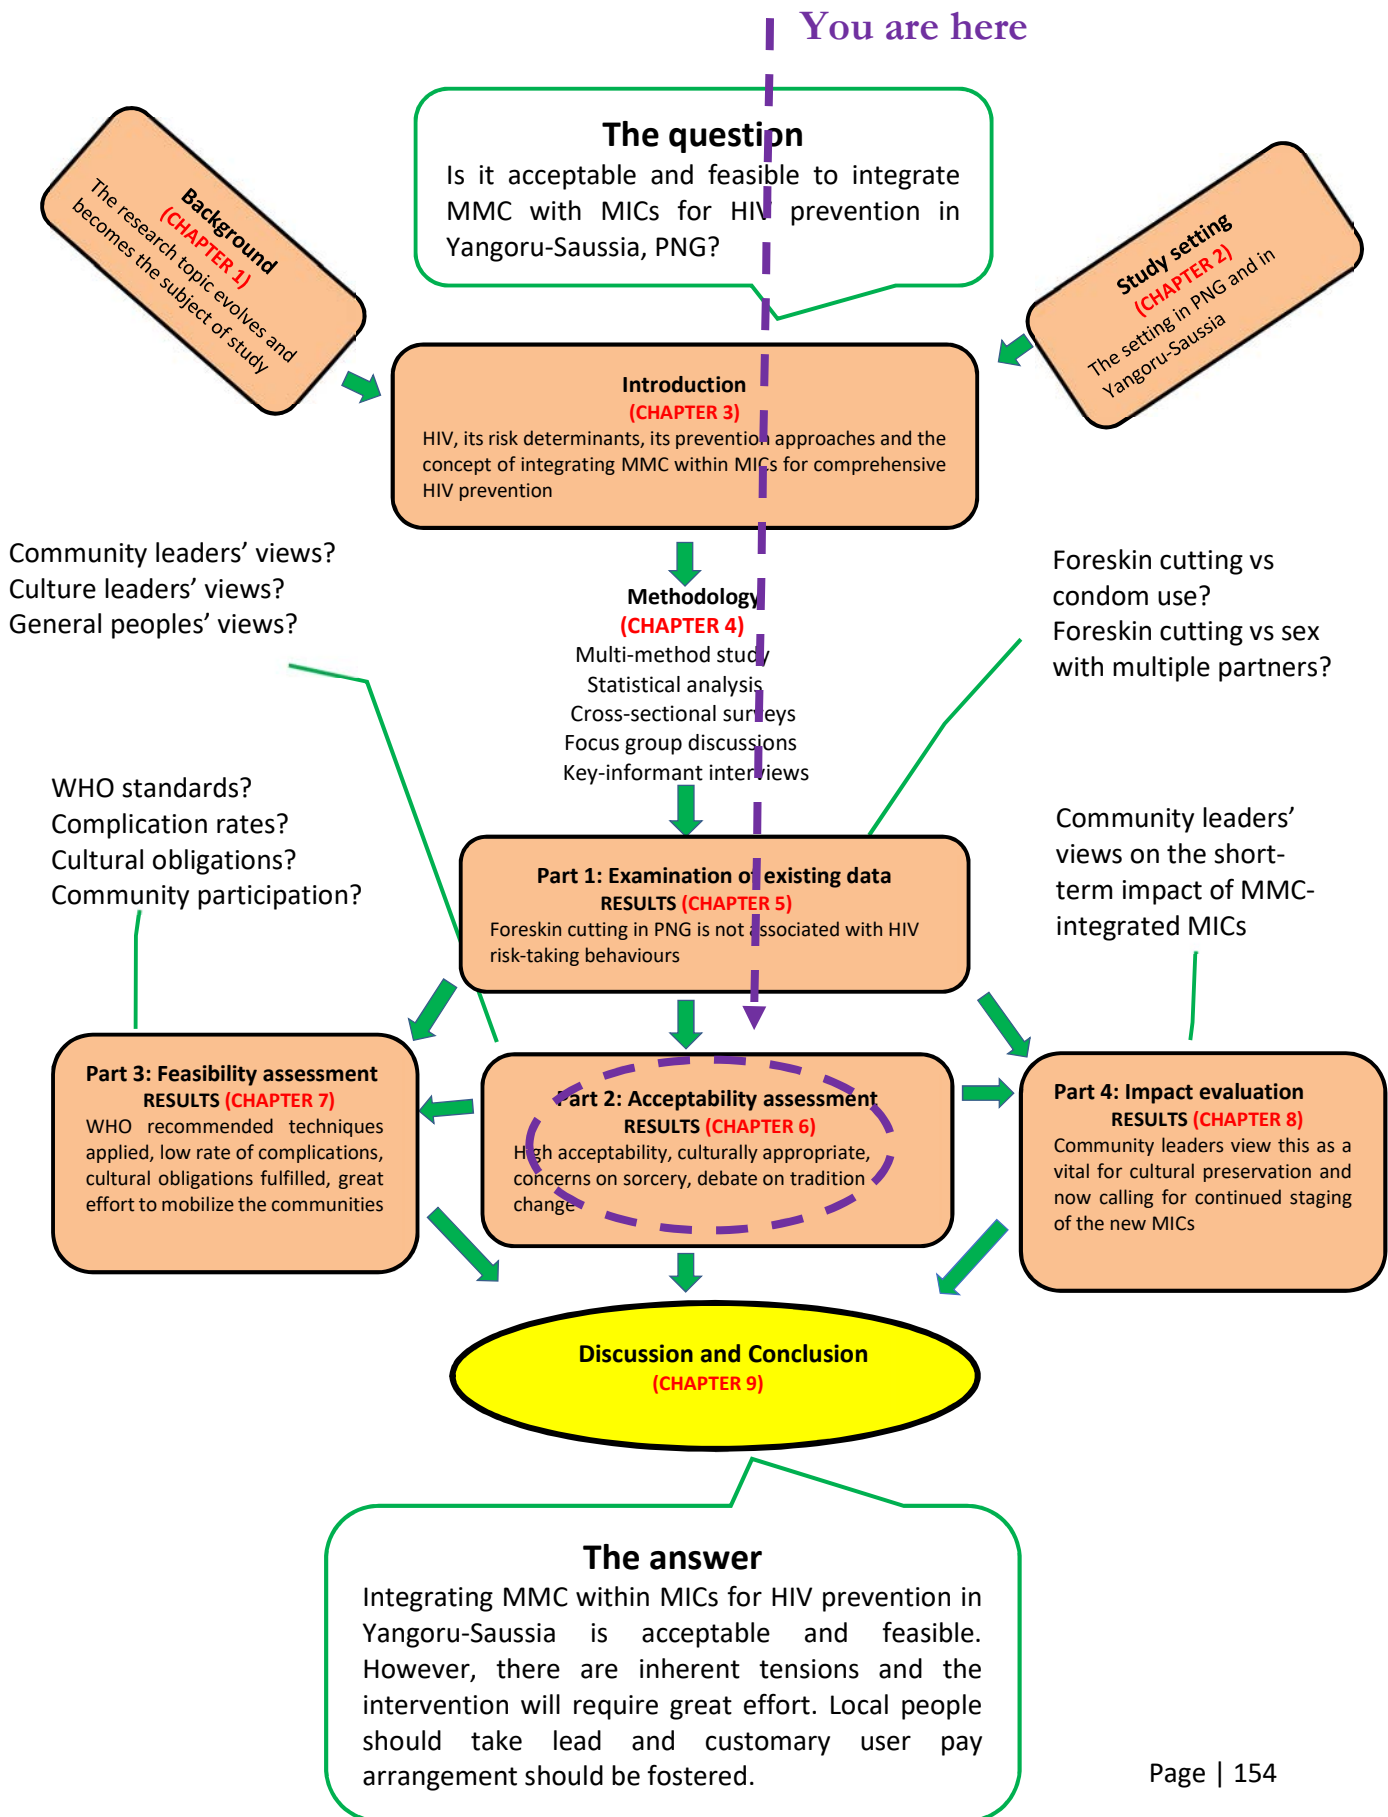 You are here
The question
Is it acceptable and feasible to integrate
MMC with MICs for HIV prevention in
Yangoru-Saussia, PNG?
Background
(CHAPTER 1)
The research topic evolves and
becomes the subject of study
Study setting
(CHAPTER 2)
The setting in PNG and in
Yangoru-Saussia
Introduction
(CHAPTER 3)
HIV, its risk determinants, its prevention approaches and the
concept of integrating MMC within MICs for comprehensive
HIV prevention
Community leaders’ views?
Culture leaders’ views?
General peoples’ views?
Foreskin cutting vs
condom use?
Foreskin cutting vs sex
with multiple partners?
Methodology
(CHAPTER 4)
Multi-method study
Statistical analysis
Cross-sectional surveys
Focus group discussions
Key-informant interviews
WHO standards?
Complication rates?
Cultural obligations?
Community participation?
Community leaders’
views on the short-
term impact of MMC-
integrated MICs
Part 1: Examination of existing data
RESULTS (CHAPTER 5)
Foreskin cutting in PNG is not associated with HIV
risk-taking behaviours
Part 3: Feasibility assessment
RESULTS (CHAPTER 7)
WHO recommended techniques
applied, low rate of complications,
cultural obligations fulfilled, great
effort to mobilize the communities
Part 2: Acceptability assessment
RESULTS (CHAPTER 6)
High acceptability, culturally appropriate,
concerns on sorcery, debate on tradition
change
Part 4: Impact evaluation
RESULTS (CHAPTER 8)
Community leaders view this as a
vital for cultural preservation and
now calling for continued staging
of the new MICs
Discussion and Conclusion
(CHAPTER 9)
The answer
Integrating MMC within MICs for HIV prevention in
Yangoru-Saussia is acceptable and feasible.
However, there are inherent tensions and the
intervention will require great effort. Local people
should take lead and customary user pay
arrangement should be fostered.
Page | 154